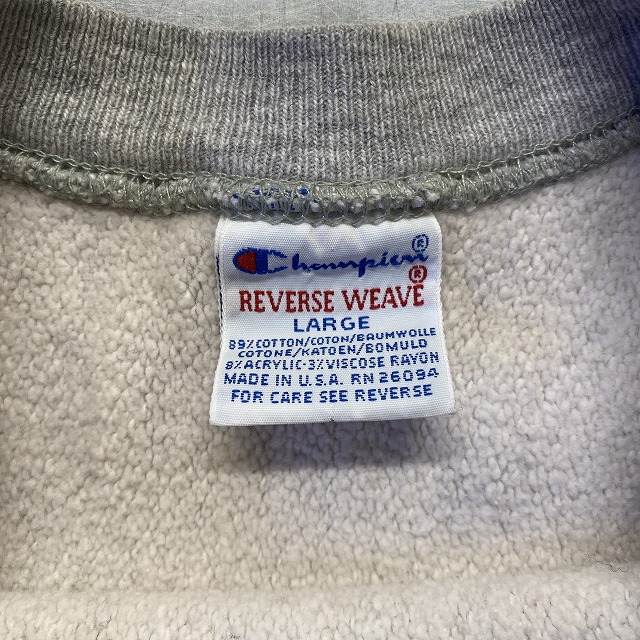 Champion®
REVERSE WEAVE®
LARGE
89% COTTON/COTON/BAUMWOLLE
COTONE/KATOEN/BOMULD
8% ACRYLIC-3% VISCOSE RAYON
MADE IN U.S.A. RN 26094
FOR CARE SEE REVERSE